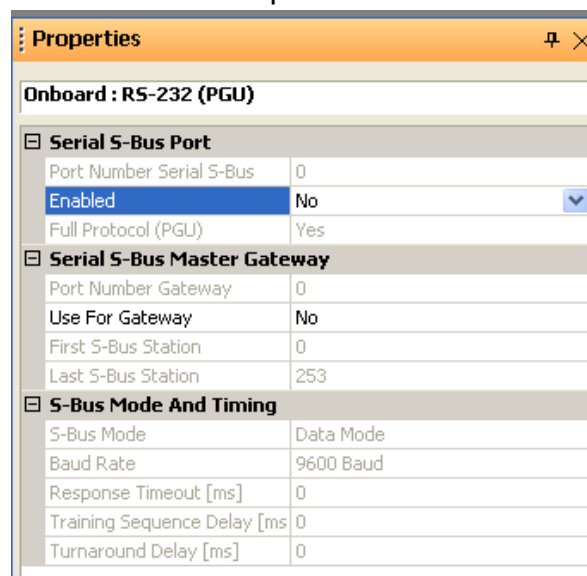 Properties
Onboard : RS-232 (PGU)
Serial S-Bus Port
Port Number Serial S-Bus 0
Enabled No
Full Protocol (PGU) Yes
Serial S-Bus Master Gateway
Port Number Gateway 0
Use For Gateway No
First S-Bus Station 0
Last S-Bus Station 253
S-Bus Mode And Timing
S-Bus Mode Data Mode
Baud Rate 9600 Baud
Response Timeout [ms] 0
Training Sequence Delay [ms 0
Turnaround Delay [ms] 0